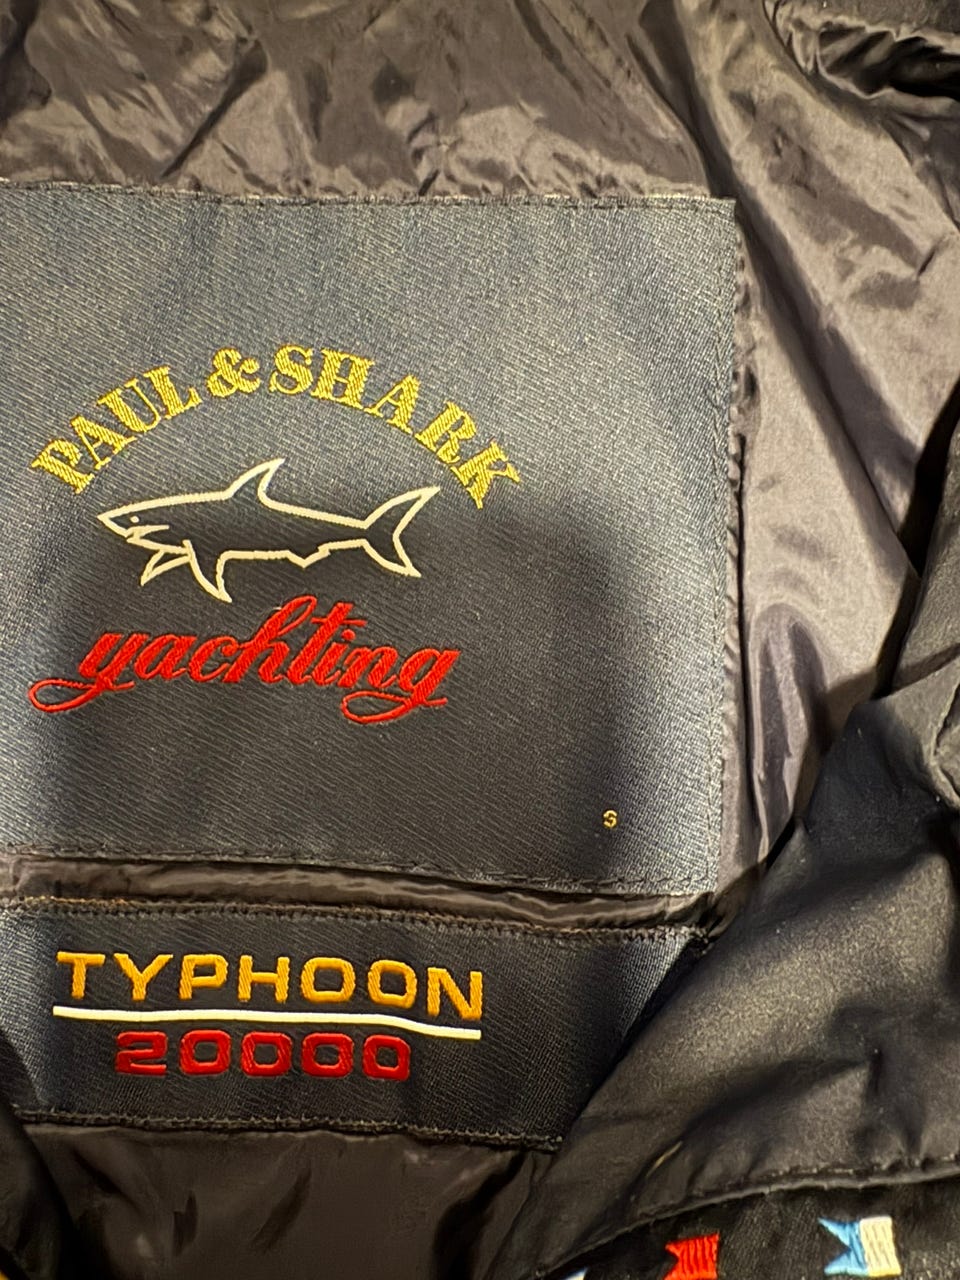 PAUL & SHARK
yachting
S
TYPHOON
20000